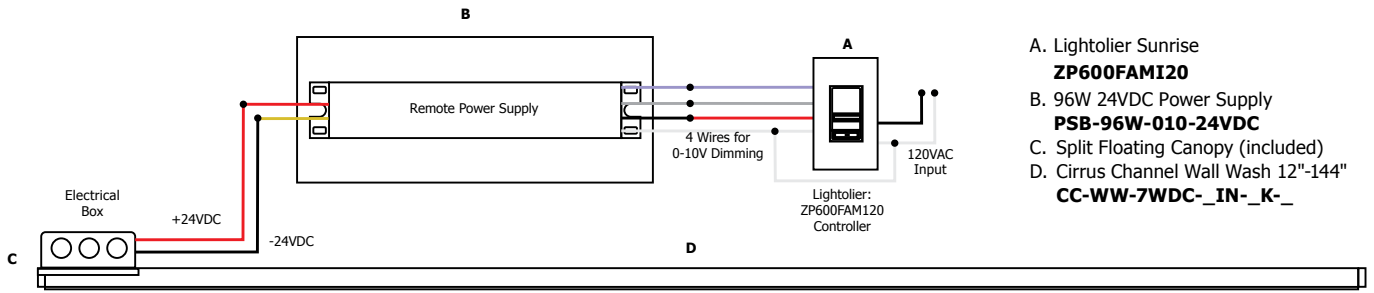 B
A
Remote Power Supply
4 Wires for
0-10V Dimming
120VAC
Input
Lightolier:
ZP600FAM120
Controller
Electrical
Box
+24VDC
-24VDC
C
D
A. Lightolier Sunrise
ZP600FAMI20
B. 96W 24VDC Power Supply
PSB-96W-010-24VDC
C. Split Floating Canopy (included)
D. Cirrus Channel Wall Wash 12"-144"
CC-WW-7WDC-_IN-_K-_